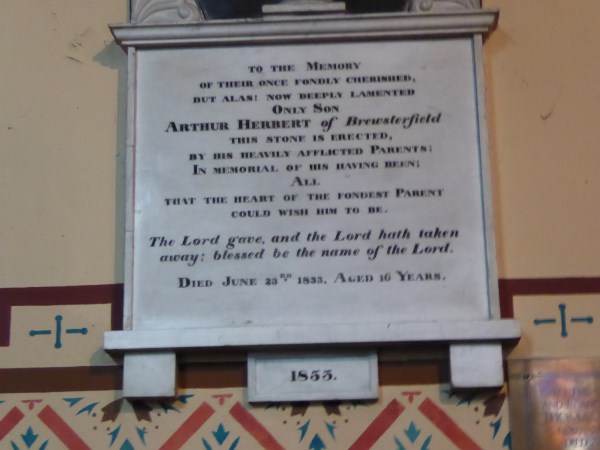 TO THE MEMORY
OF THEIR ONCE FONDLY CHERISHED,
BUT ALAS! NOW DEEPLY LAMENTED
ONLY SON
ARTHUR HERBERT of Brewsterfield
THIS STONE IS ERECTED,
BY HIS HEAVILY AFFLICTED PARENTS;
IN MEMORIAL OF HIS HAVING BEEN;
ALL
THAT THE HEART OF THE FONDEST PARENT
COULD WISH HIM TO BE.
The Lord gave, and the Lord hath taken
away: blessed be the name of the Lord.
DIED JUNE 23RD 1835, AGED 16 YEARS.
1835.